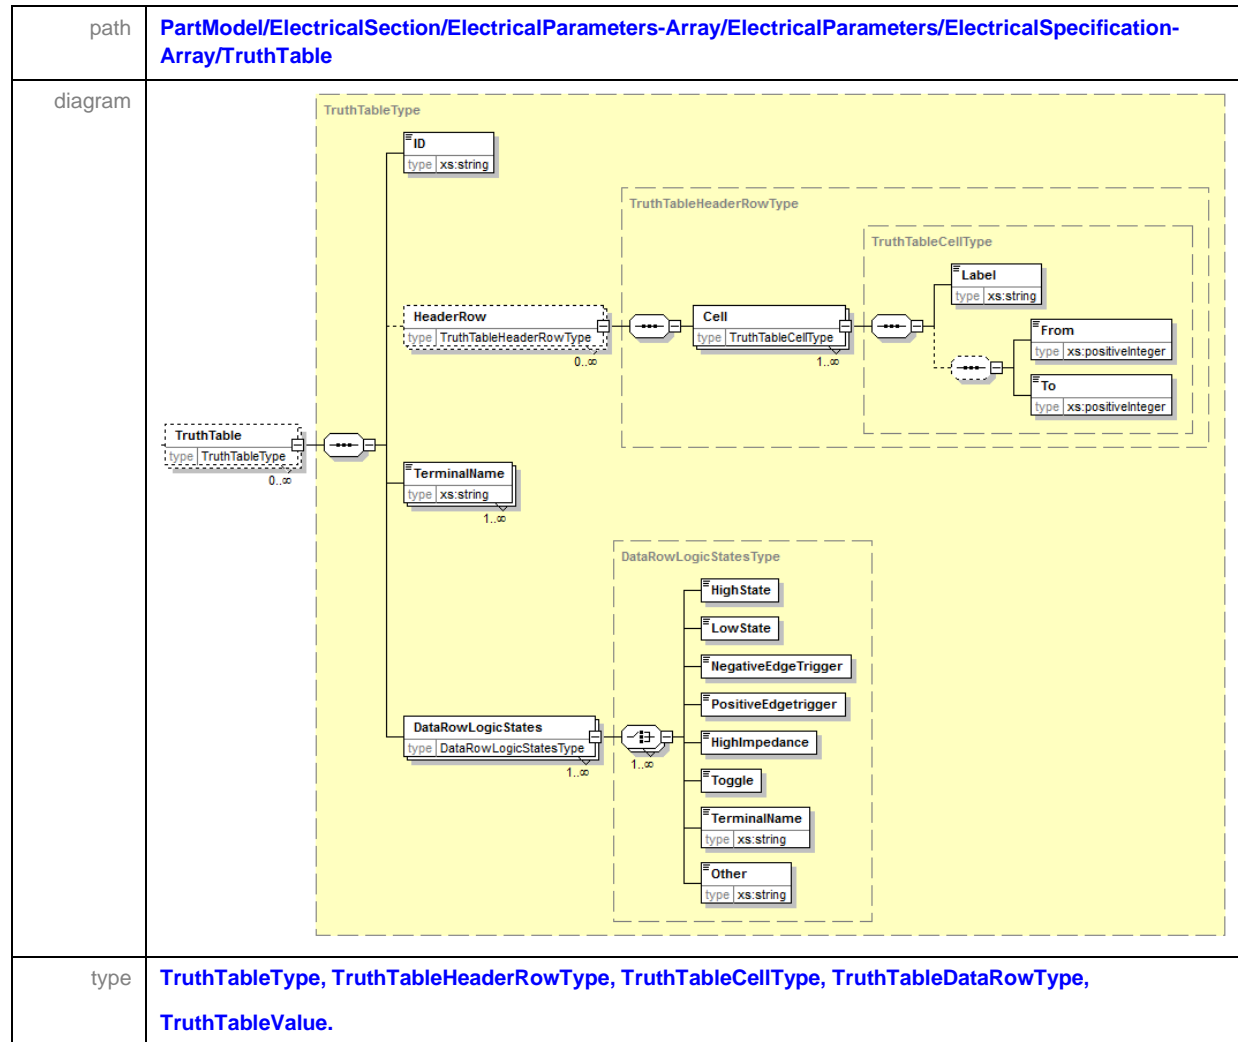 path
PartModel/ElectricalSection/ElectricalParameters-Array/ElectricalParameters/ElectricalSpecification-
Array/TruthTable
diagram
TruthTableType
ID
type xs:string
TruthTableHeaderRowType
TruthTableCellType
Label
type xs:string
HeaderRow
type TruthTableHeaderRowType
0..∞
Cell
type TruthTableCellType
1..∞
From
type xs:positiveInteger
To
type xs:positiveInteger
TruthTable
type TruthTableType
0..∞
TerminalName
type xs:string
1..∞
DataRowLogicStatesType
HighState
LowState
NegativeEdgeTrigger
PositiveEdgetrigger
DataRowLogicStates
type DataRowLogicStatesType
1..∞
1..∞
HighImpedance
Toggle
TerminalName
type xs:string
Other
type xs:string
type
TruthTableType, TruthTableHeaderRowType, TruthTableCellType, TruthTableDataRowType,
TruthTableValue.